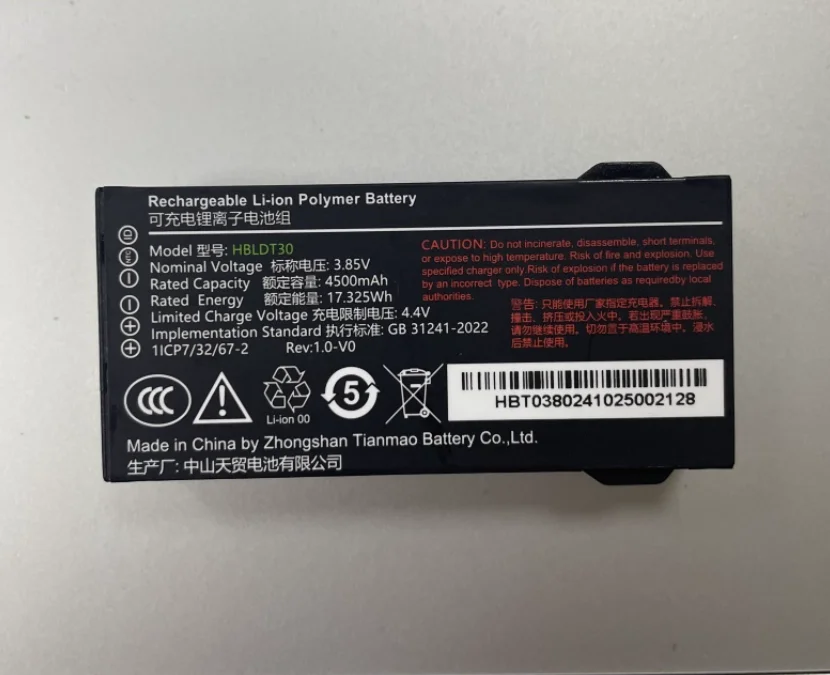 Rechargeable Li-ion Polymer Battery
可充电锂离子电池组
Model 型号: HBLDT30
Nominal Voltage 标称电压: 3.85V
Rated Capacity 额定容量: 4500mAh
Rated Energy 额定能量: 17.325Wh
Limited Charge Voltage 充电限制电压: 4.4V
Implementation Standard 执行标准: GB 31241-2022
1ICP7/32/67-2 Rev:1.0-V0
CAUTION: Do not incinerate, disassemble, short terminals,
or expose to high temperature. Risk of fire and explosion. Use
specified charger only.Risk of explosion if the battery is replaced
by an incorrect type. Dispose of batteries as requiredby local
authorities.
警告: 只能使用厂家指定充电器。禁止拆解、
撞击、挤压或投入火中。若出现严重鼓胀,
请勿继续使用。切勿置于高温环境中。浸水
后禁止使用。
CCC
Li-ion 00
5
HBT0380241025002128
Made in China by Zhongshan Tianmao Battery Co.,Ltd.
生产厂: 中山天贸电池有限公司